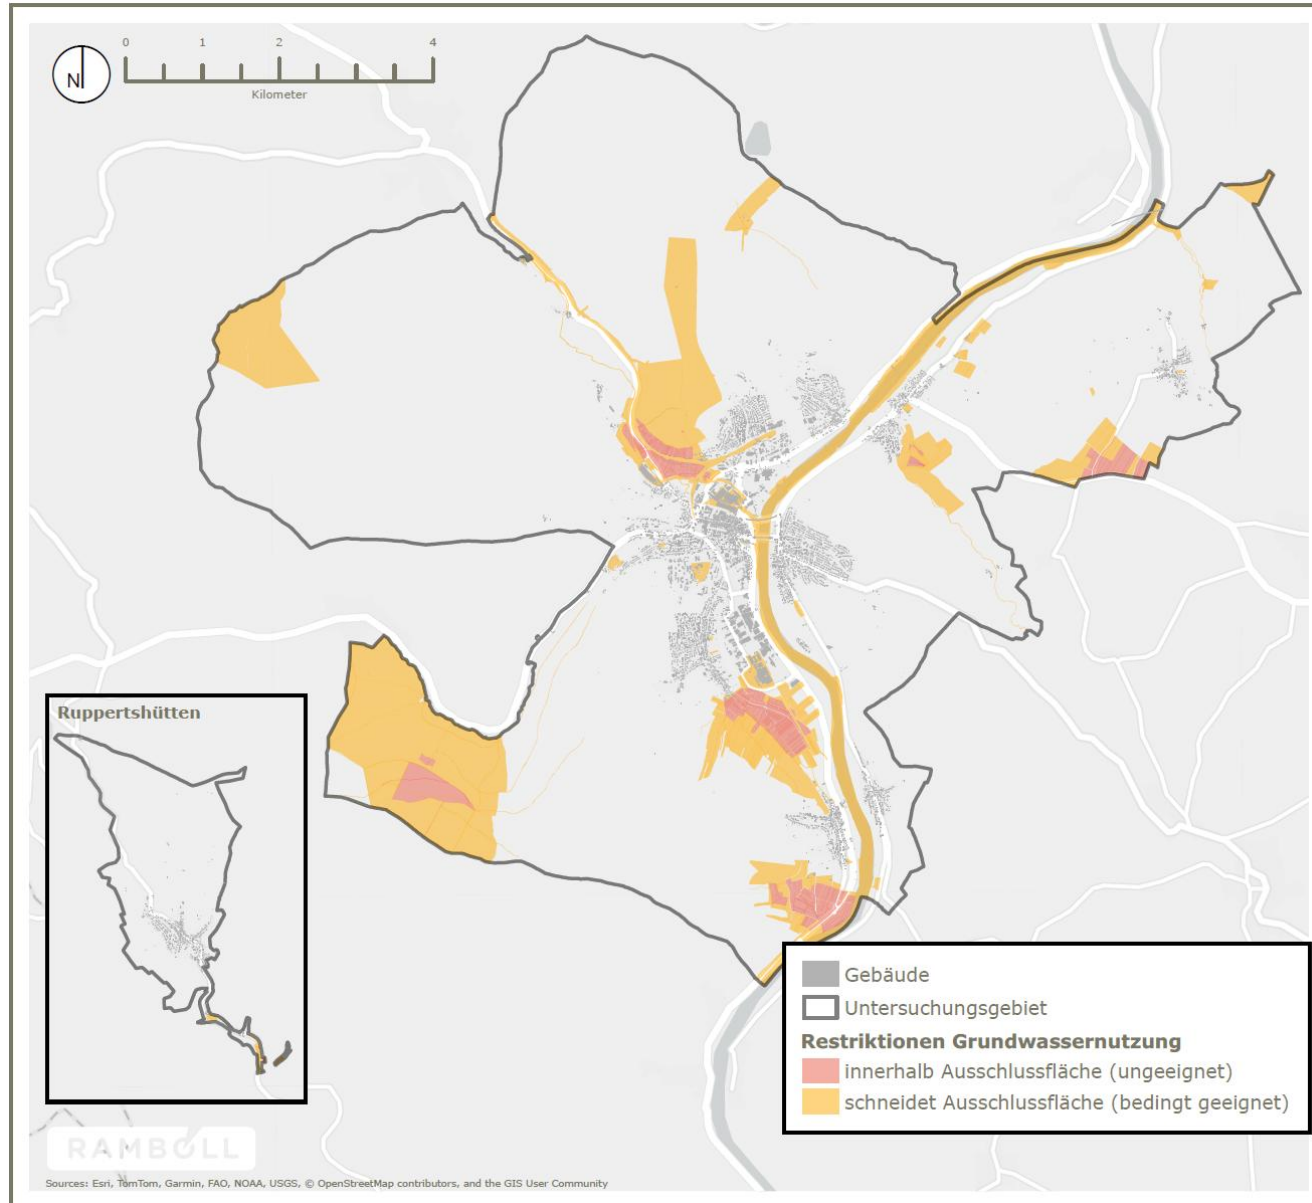 0 1 2 4
Kilometer
N
Ruppertshütten
Gebäude
Untersuchungsgebiet
Restriktionen Grundwassernutzung
innerhalb Ausschlussfläche (ungeeignet)
schneidet Ausschlussfläche (bedingt geeignet)
RAMBOLL
Sources: Esri, TomTom, Garmin, FAO, NOAA, USGS, © OpenStreetMap contributors, and the GIS User Community